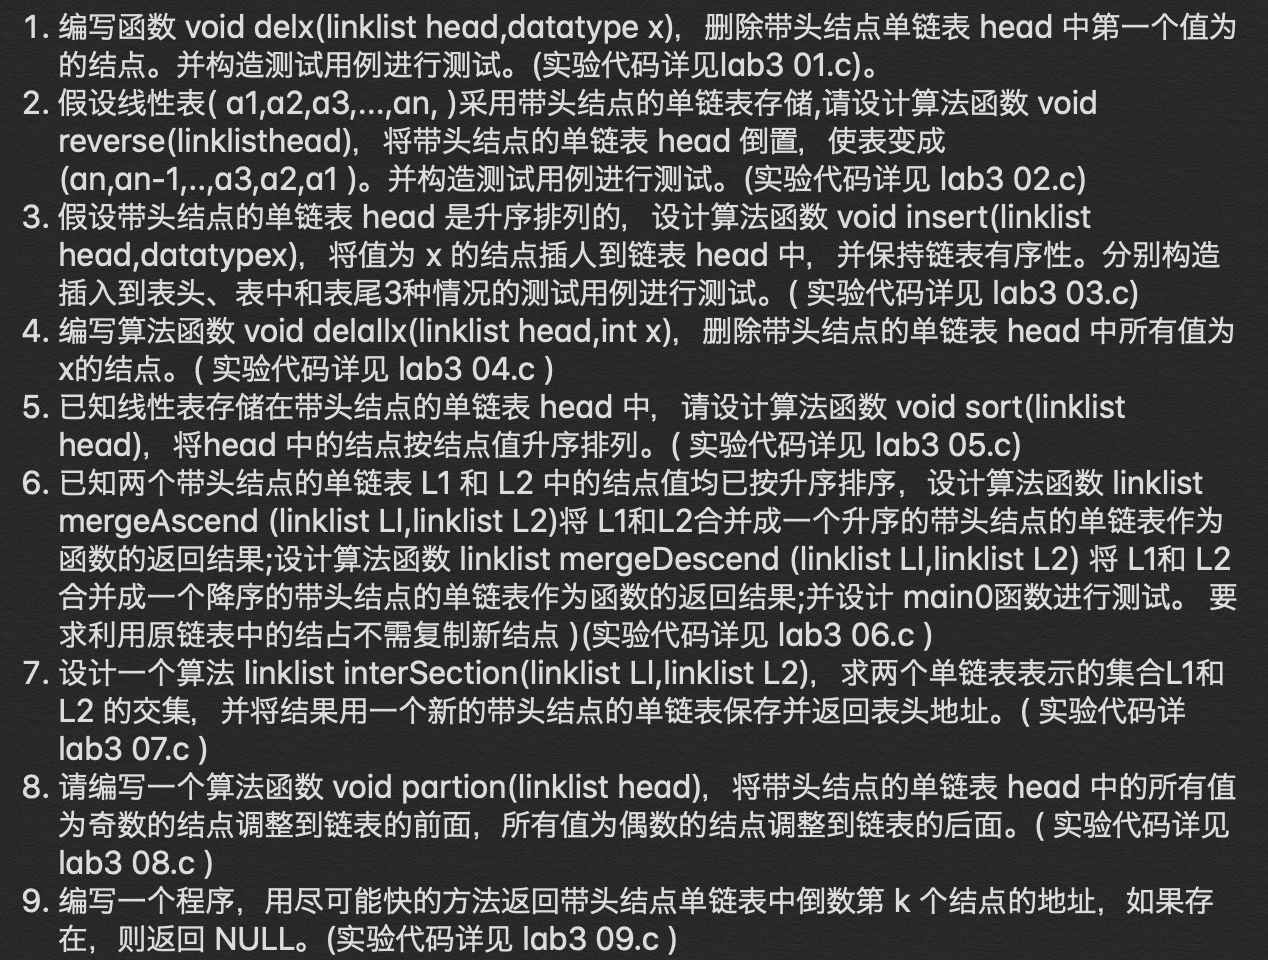 1. 编写函数 void delx(linklist head,datatype x)，删除带头结点单链表 head 中第一个值为
的结点。并构造测试用例进行测试。(实验代码详见lab3 01.c)。
2. 假设线性表( a1,a2,a3,...,an, )采用带头结点的单链表存储,请设计算法函数 void
reverse(linklisthead)，将带头结点的单链表 head 倒置，使表变成
(an,an-1,..,a3,a2,a1 )。并构造测试用例进行测试。(实验代码详见 lab3 02.c)
3. 假设带头结点的单链表 head 是升序排列的，设计算法函数 void insert(linklist
head,datatypex)，将值为 x 的结点插人到链表 head 中，并保持链表有序性。分别构造
插入到表头、表中和表尾3种情况的测试用例进行测试。( 实验代码详见 lab3 03.c)
4. 编写算法函数 void delallx(linklist head,int x)，删除带头结点的单链表 head 中所有值为
x的结点。( 实验代码详见 lab3 04.c )
5. 已知线性表存储在带头结点的单链表 head 中，请设计算法函数 void sort(linklist
head)，将head 中的结点按结点值升序排列。( 实验代码详见 lab3 05.c)
6. 已知两个带头结点的单链表 L1 和 L2 中的结点值均已按升序排序，设计算法函数 linklist
mergeAscend (linklist Ll,linklist L2)将 L1和L2合并成一个升序的带头结点的单链表作为
函数的返回结果;设计算法函数 linklist mergeDescend (linklist Ll,linklist L2) 将 L1和 L2
合并成一个降序的带头结点的单链表作为函数的返回结果;并设计 main0函数进行测试。 要
求利用原链表中的结占不需复制新结点 )(实验代码详见 lab3 06.c )
7. 设计一个算法 linklist interSection(linklist Ll,linklist L2)，求两个单链表表示的集合L1和
L2 的交集，并将结果用一个新的带头结点的单链表保存并返回表头地址。( 实验代码详
lab3 07.c )
8. 请编写一个算法函数 void partion(linklist head)，将带头结点的单链表 head 中的所有值
为奇数的结点调整到链表的前面，所有值为偶数的结点调整到链表的后面。( 实验代码详见
lab3 08.c )
9. 编写一个程序，用尽可能快的方法返回带头结点单链表中倒数第 k 个结点的地址，如果存
在，则返回 NULL。(实验代码详见 lab3 09.c )